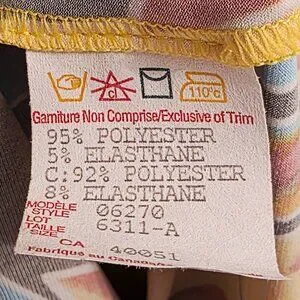 cl 110°c
Garniture Non Comprise/Exclusive of Trim
95% POLYESTER
5% ELASTHANE
C:92% POLYESTER
8% ELASTHANE
MODÈLE
STYLE 06270
LOT 6311-A
TAILLE
SIZE
CA 40051
Fabriqué au Canada